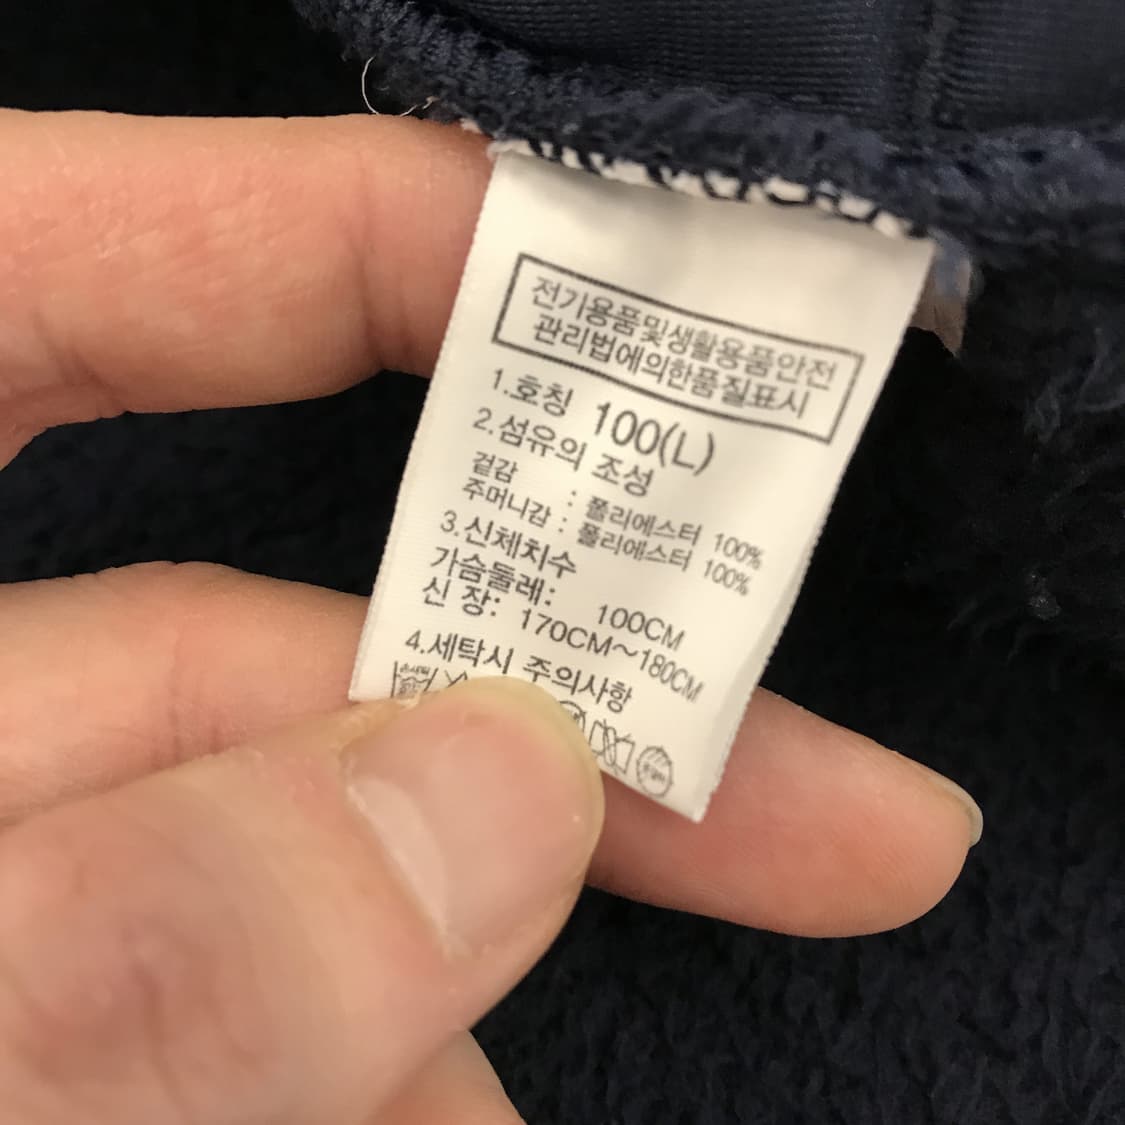 전기용품및생활용품안전
관리법에의한품질표시
1.호칭 100(L)
2.섬유의 조성
겉감 : 폴리에스터 100%
주머니감 : 폴리에스터 100%
3.신체치수
가슴둘레: 100CM
신 장: 170CM~180CM
4.세탁시 주의사항
손세탁